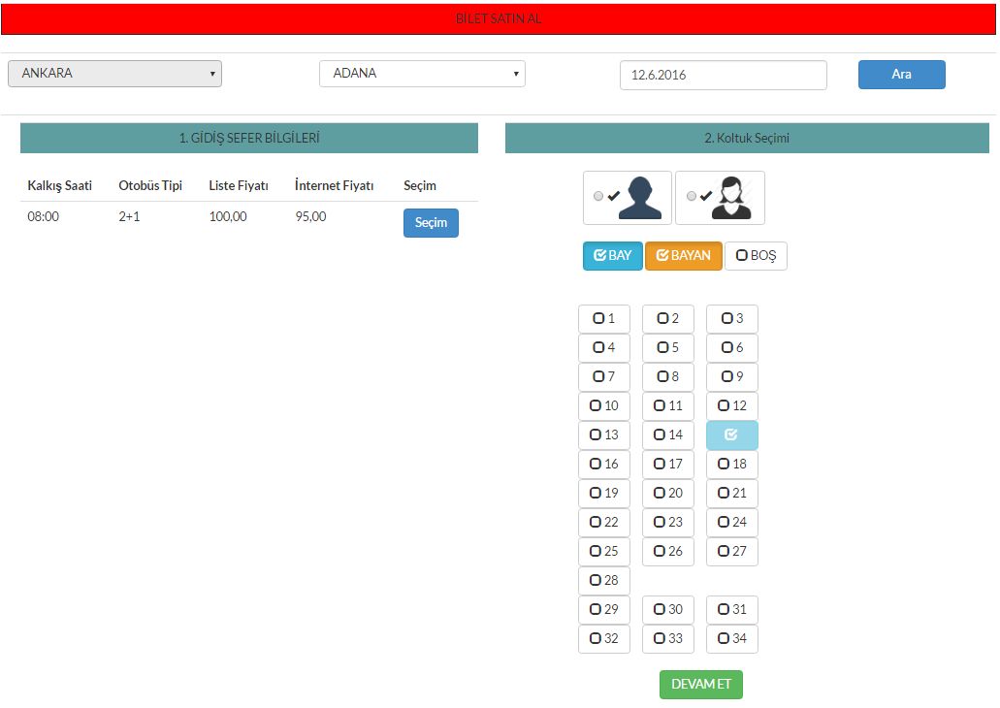 BİLET SATIN AL
ANKARA ADANA 12.6.2016 Ara
1. GİDİŞ SEFER BİLGİLERİ
Kalkış Saati Otobüs Tipi Liste Fiyatı İnternet Fiyatı Seçim
08:00 2+1 100,00 95,00 Seçim
2. Koltuk Seçimi
BAY BAYAN BOŞ
1 2 3
4 5 6
7 8 9
10 11 12
13 14
16 17 18
19 20 21
22 23 24
25 26 27
28
29 30 31
32 33 34
DEVAM ET